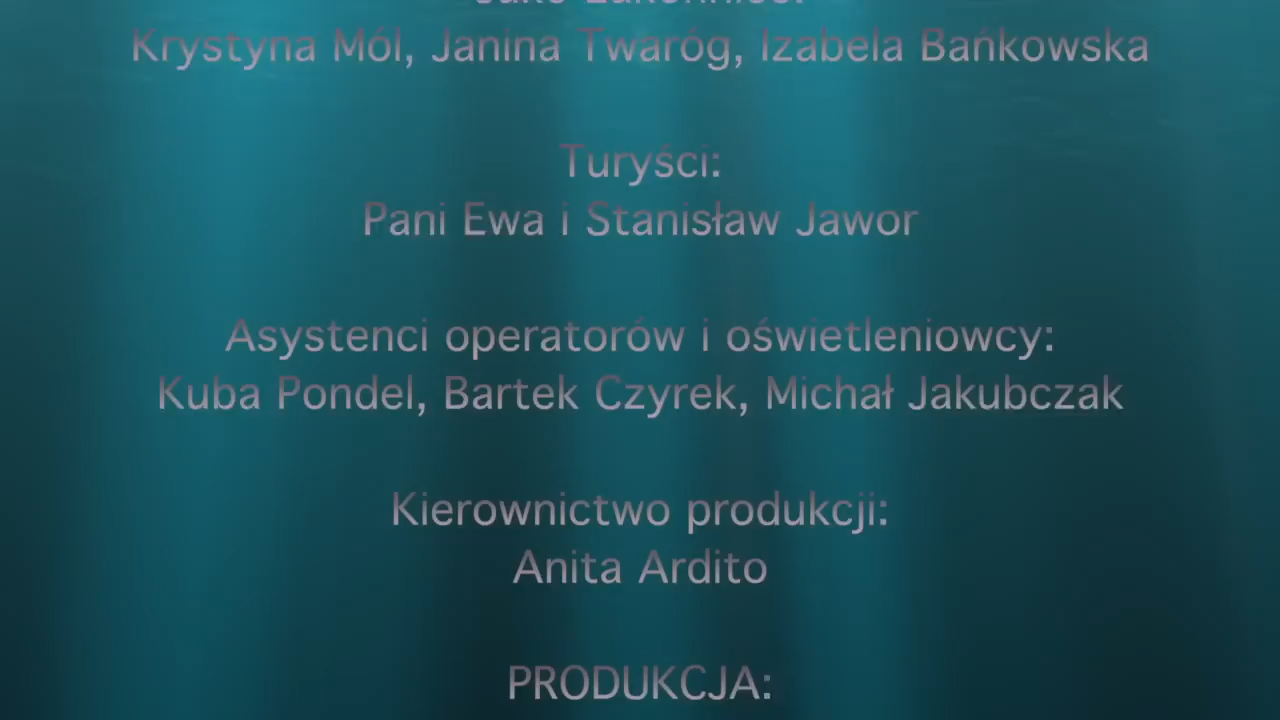 Krystyna Mól, Janina Twaróg, Izabela Bańkowska
Turyści:
Pani Ewa i Stanisław Jawor
Asystenci operatorów i oświetleniowcy:
Kuba Pondel, Bartek Czyrek, Michał Jakubczak
Kierownictwo produkcji:
Anita Ardito
PRODUKCJA: